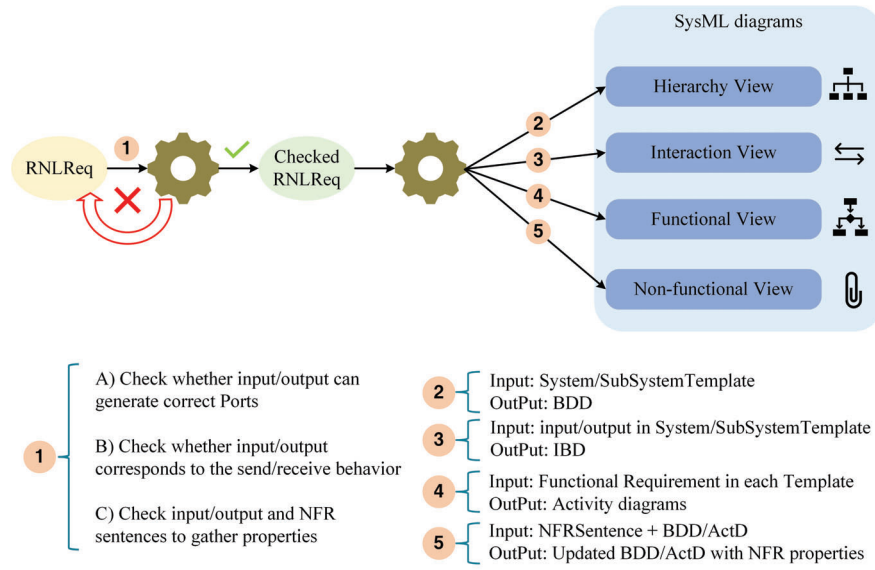 SysML diagrams
Hierarchy View
2
1
3
Interaction View
RNLReq
Checked
RNLReq
4
Functional View
5
Non-functional View
1
A) Check whether input/output can
generate correct Ports
B) Check whether input/output
corresponds to the send/receive behavior
C) Check input/output and NFR
sentences to gather properties
2
Input: System/SubSystemTemplate
OutPut: BDD
3
Input: input/output in System/SubSystemTemplate
OutPut: IBD
4
Input: Functional Requirement in each Template
OutPut: Activity diagrams
5
Input: NFRSentence + BDD/ActD
OutPut: Updated BDD/ActD with NFR properties